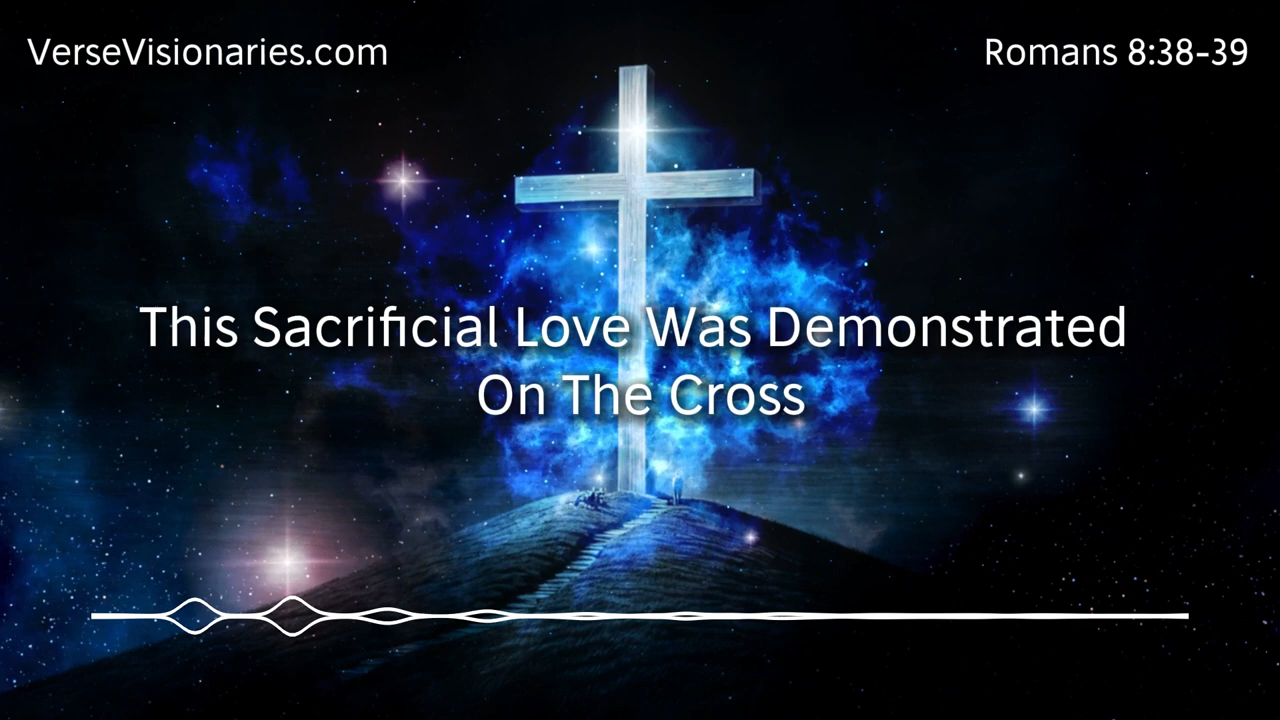 VerseVisionaries.com
Romans 8:38-39
This Sacrificial Love Was Demonstrated
On The Cross